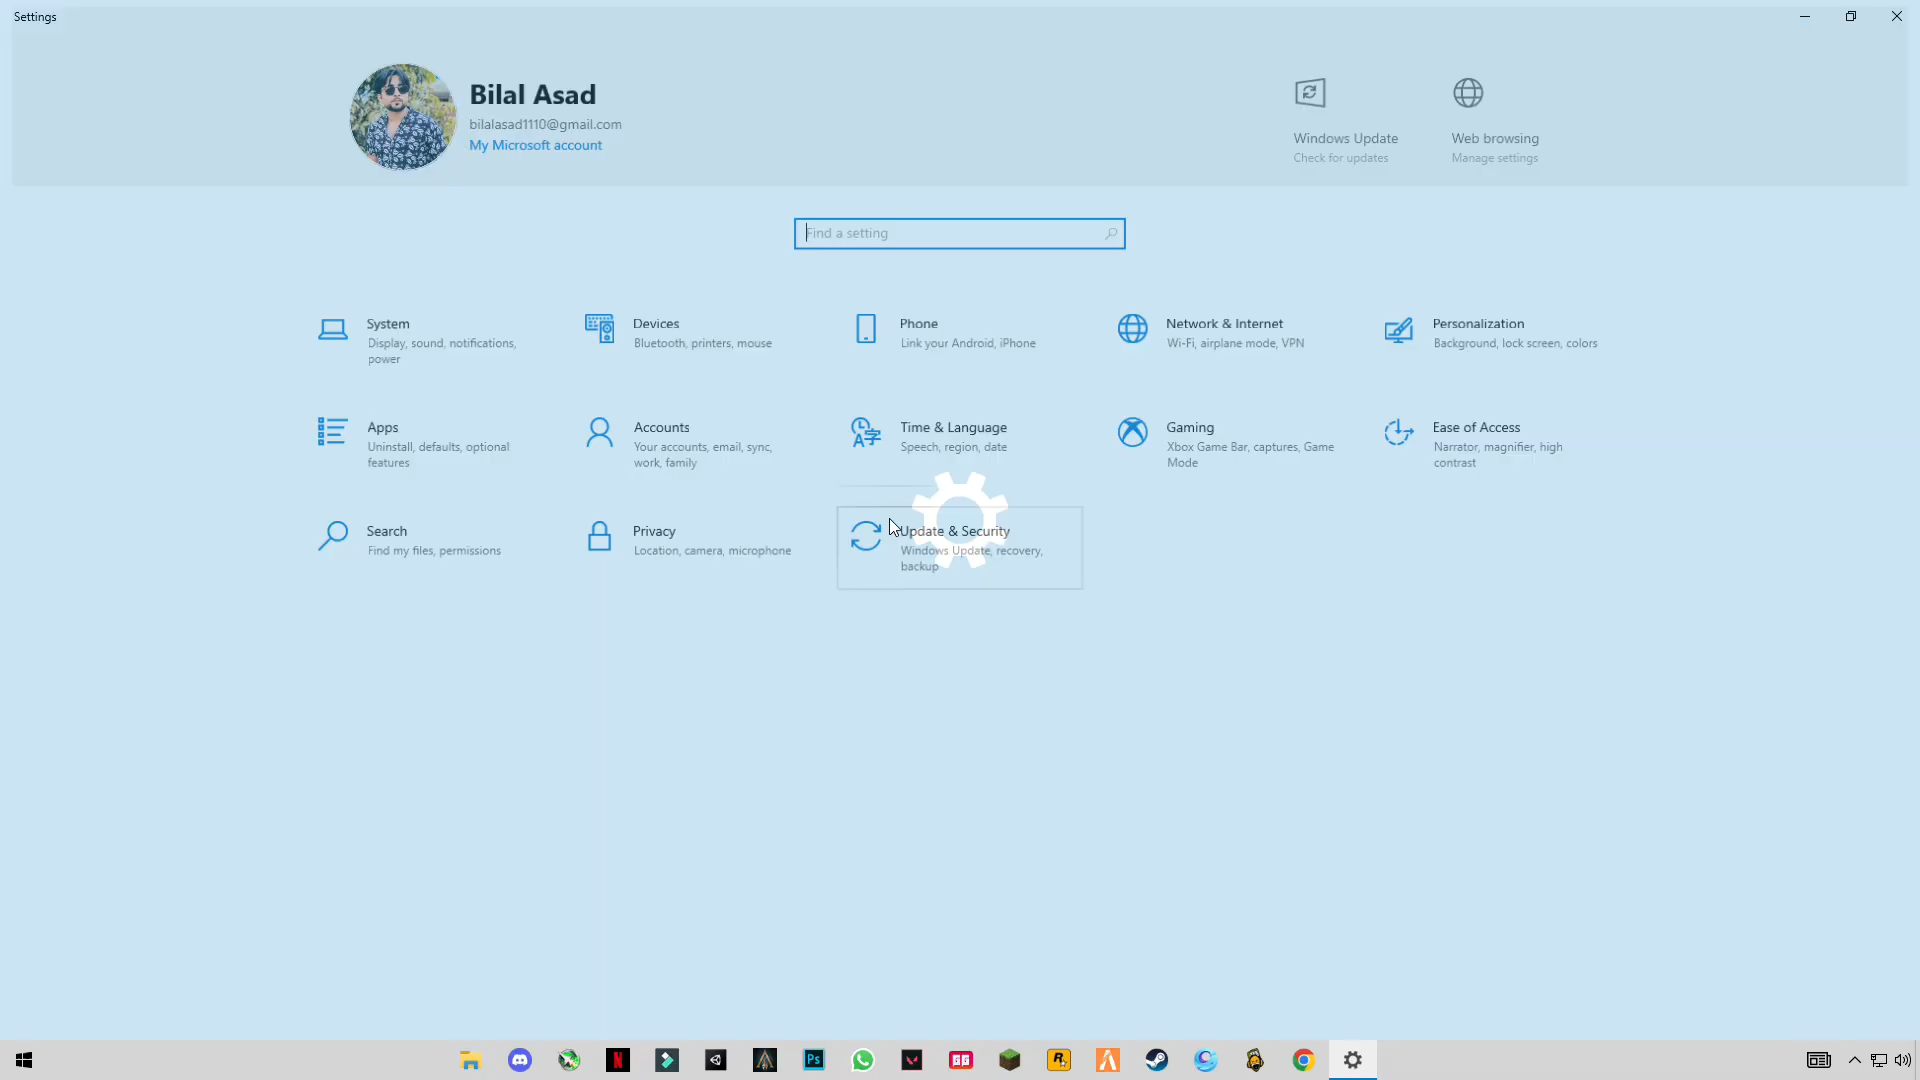 Settings
Bilal Asad
bilalasad1110@gmail.com
My Microsoft account
Windows Update
Check for updates
Web browsing
Manage settings
Find a setting
System
Display, sound, notifications,
power
Devices
Bluetooth, printers, mouse
Phone
Link your Android, iPhone
Network & Internet
Wi-Fi, airplane mode, VPN
Personalization
Background, lock screen, colors
Apps
Uninstall, defaults, optional
features
Accounts
Your accounts, email, sync,
work, family
Time & Language
Speech, region, date
Gaming
Xbox Game Bar, captures, Game
Mode
Ease of Access
Narrator, magnifier, high
contrast
Search
Find my files, permissions
Privacy
Location, camera, microphone
Update & Security
Windows Update, recovery,
backup
N
Ps
GG
R